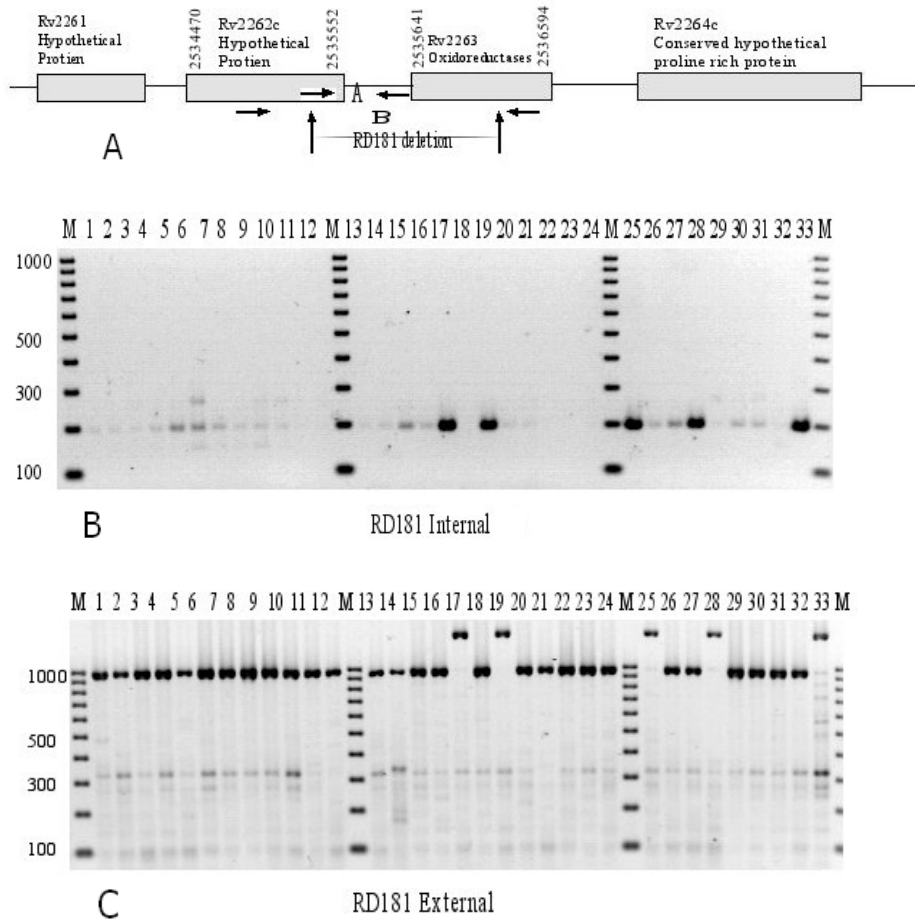 Rv2261
Hypothetical
Protien
2534470
Rv2262c
Hypothetical
Protien
2535552
2535641
Rv2263
Oxidoreductases
2536594
Rv2264c
Conserved hypothetical
proline rich protein
A
B
A
RD181 deletion
M 1 2 3 4 5 6 7 8 9 10 11 12 M 13 14 15 16 17 18 19 20 21 22 23 24 M 25 26 27 28 29 30 31 32 33 M
1000
500
300
100
B
RD181 Internal
M 1 2 3 4 5 6 7 8 9 10 11 12 M 13 14 15 16 17 18 19 20 21 22 23 24 M 25 26 27 28 29 30 31 32 33 M
1000
500
300
100
C
RD181 External